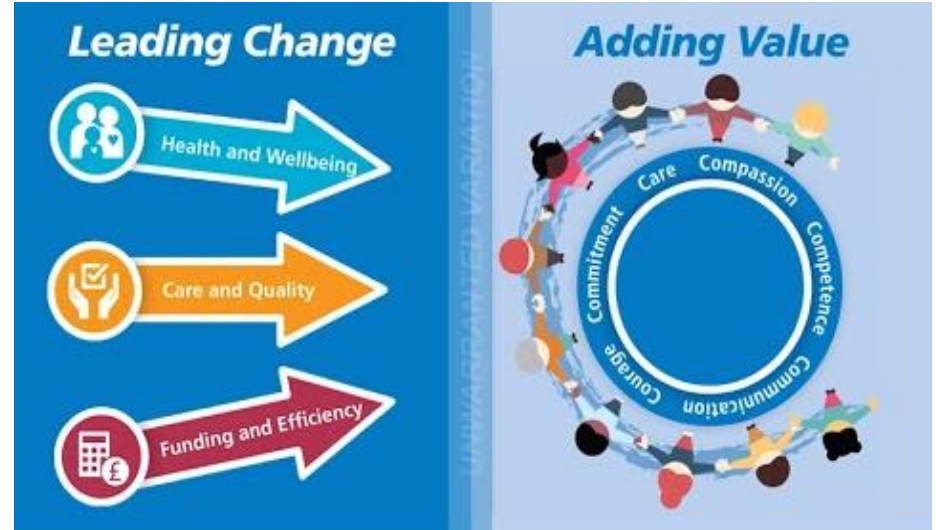 Leading Change
Health and Wellbeing
Care and Quality
Funding and Efficiency
£
UNWARRANTED VARIATION
Adding Value
Care
Compassion
Competence
Communication
Courage
Commitment